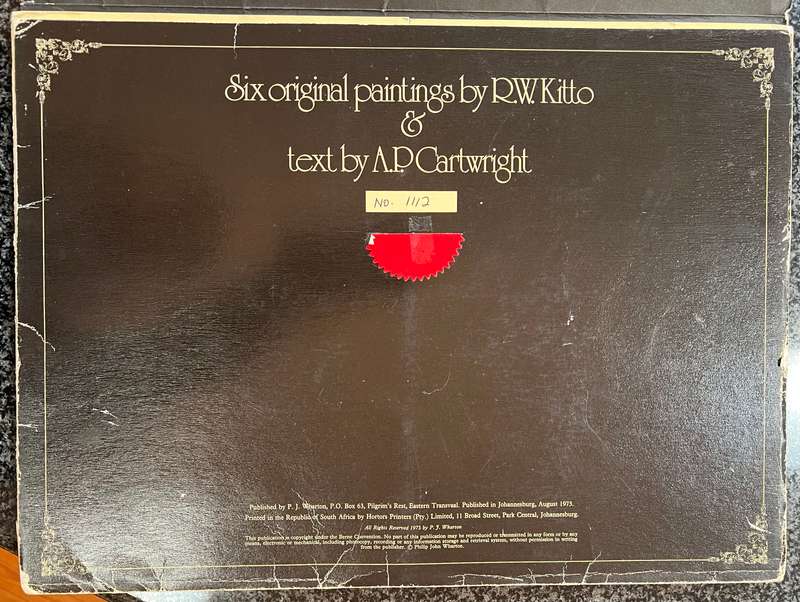 Six original paintings by R.W. Kitto
&
text by A.P. Cartwright
NO. 1112
Published by P. J. Wharton, P.O. Box 63, Pilgrim's Rest, Eastern Transvaal. Published in Johannesburg, August 1973.
Printed in the Republic of South Africa by Hortors Printers (Pty.) Limited, 11 Broad Street, Park Central, Johannesburg.
All Rights Reserved 1973 by P. J. Wharton
This publication is copyright under the Berne Convention. No part of this publication may be reproduced or transmitted in any form or by any
means, electronic or mechanical, including photocopy, recording or any information storage and retrieval system, without permission in writing
from the publisher. © Philip John Wharton.